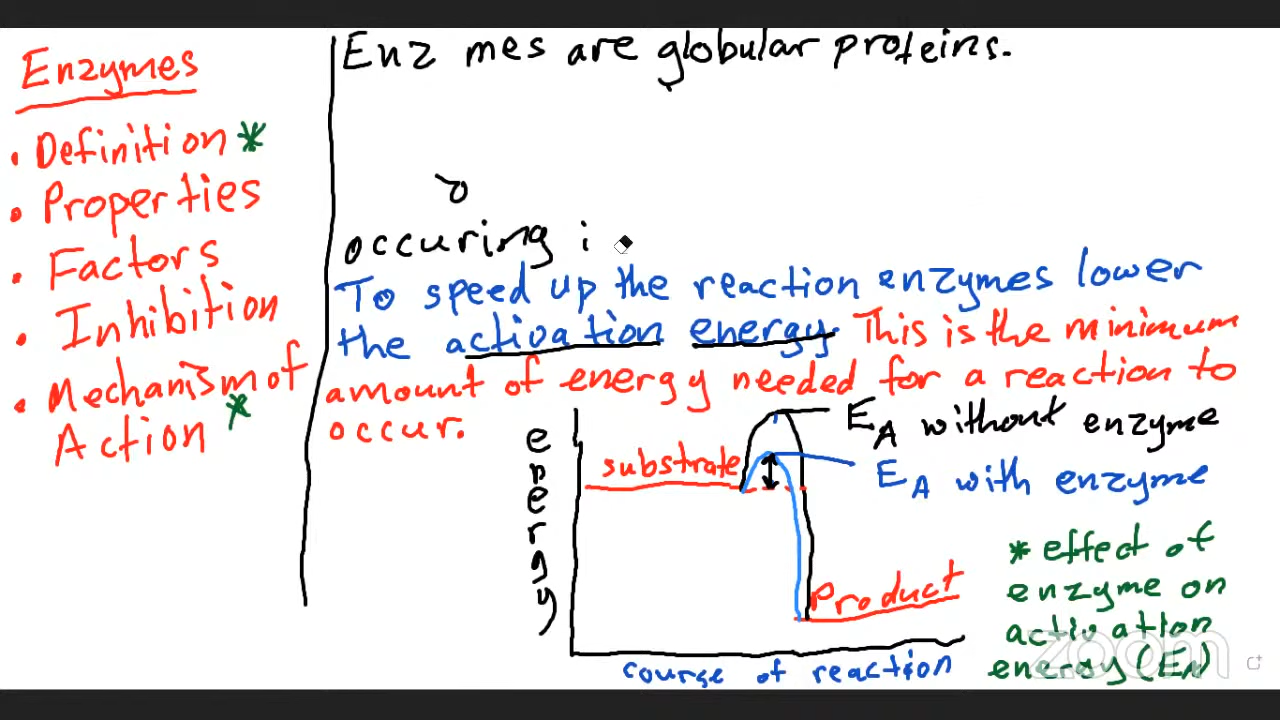 Enzymes
• Definition *
• Properties
• Factors
• Inhibition
• Mechanism of
Action *
Enz mes are globular proteins.
occuring i
To speed up the reaction enzymes lower
the activation energy. This is the minimum
amount of energy needed for a reaction to
occur.
energy
substrate
EA without enzyme
EA with enzyme
Product
course of reaction
* effect of
enzyme on
activation
energy (EA)
zoom